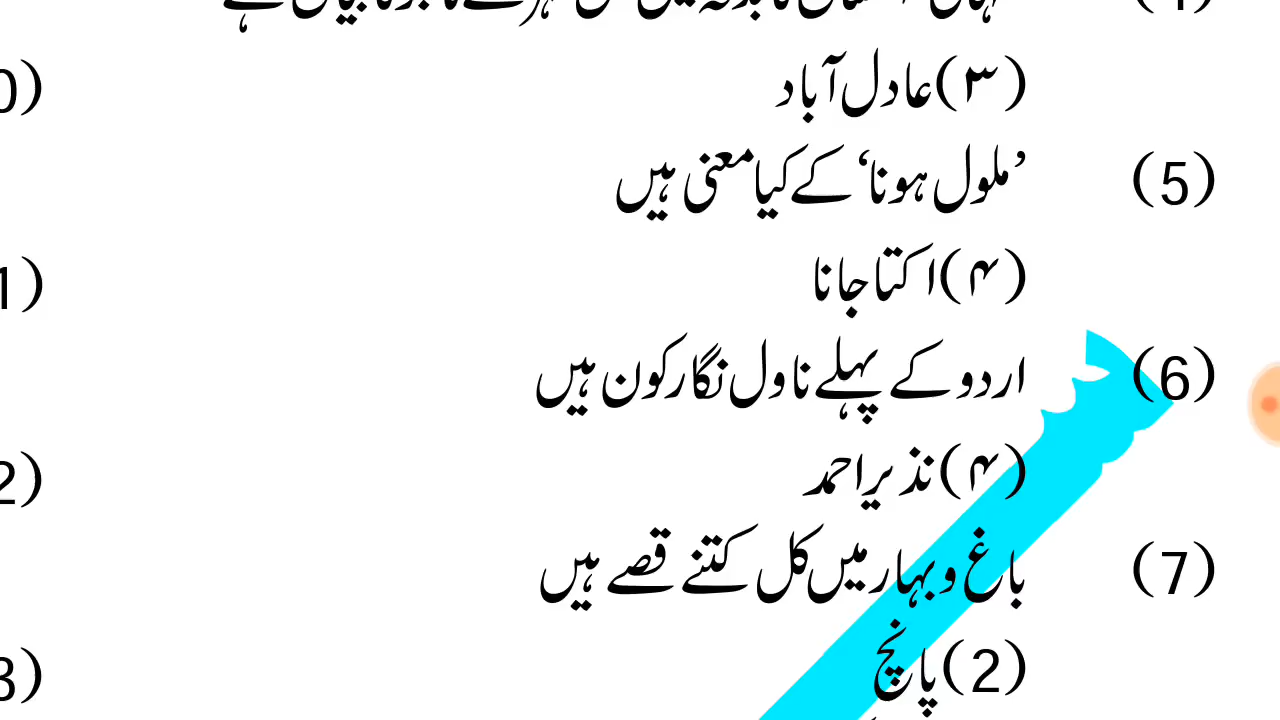 (۳) عادل آباد
(5) ’ملول ہونا‘ کے کیا معنی ہیں
(۴) اکتا جانا
(6) اردو کے پہلے ناول نگار کون ہیں
(۴) نذیر احمد
(7) باغ و بہار میں کل کتنے قصے ہیں
(2) پانچ